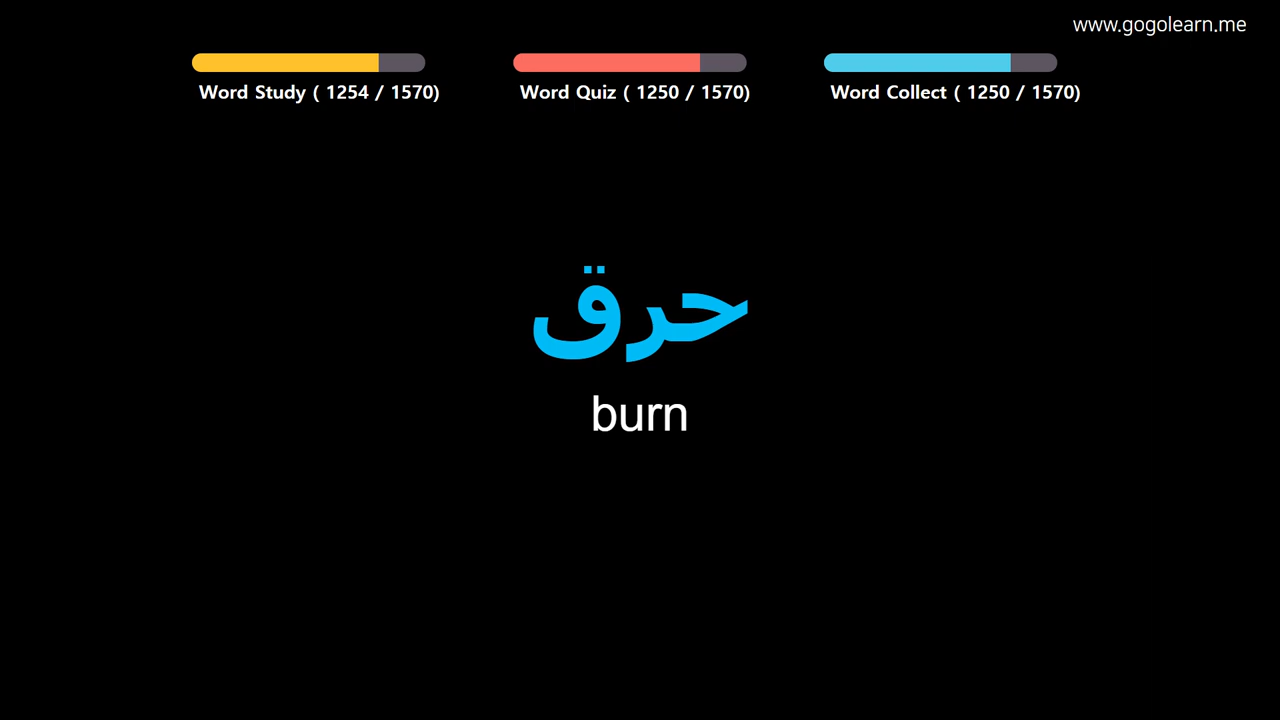 www.gogolearn.me
Word Study ( 1254 / 1570)
Word Quiz ( 1250 / 1570)
Word Collect ( 1250 / 1570)
حرق
burn